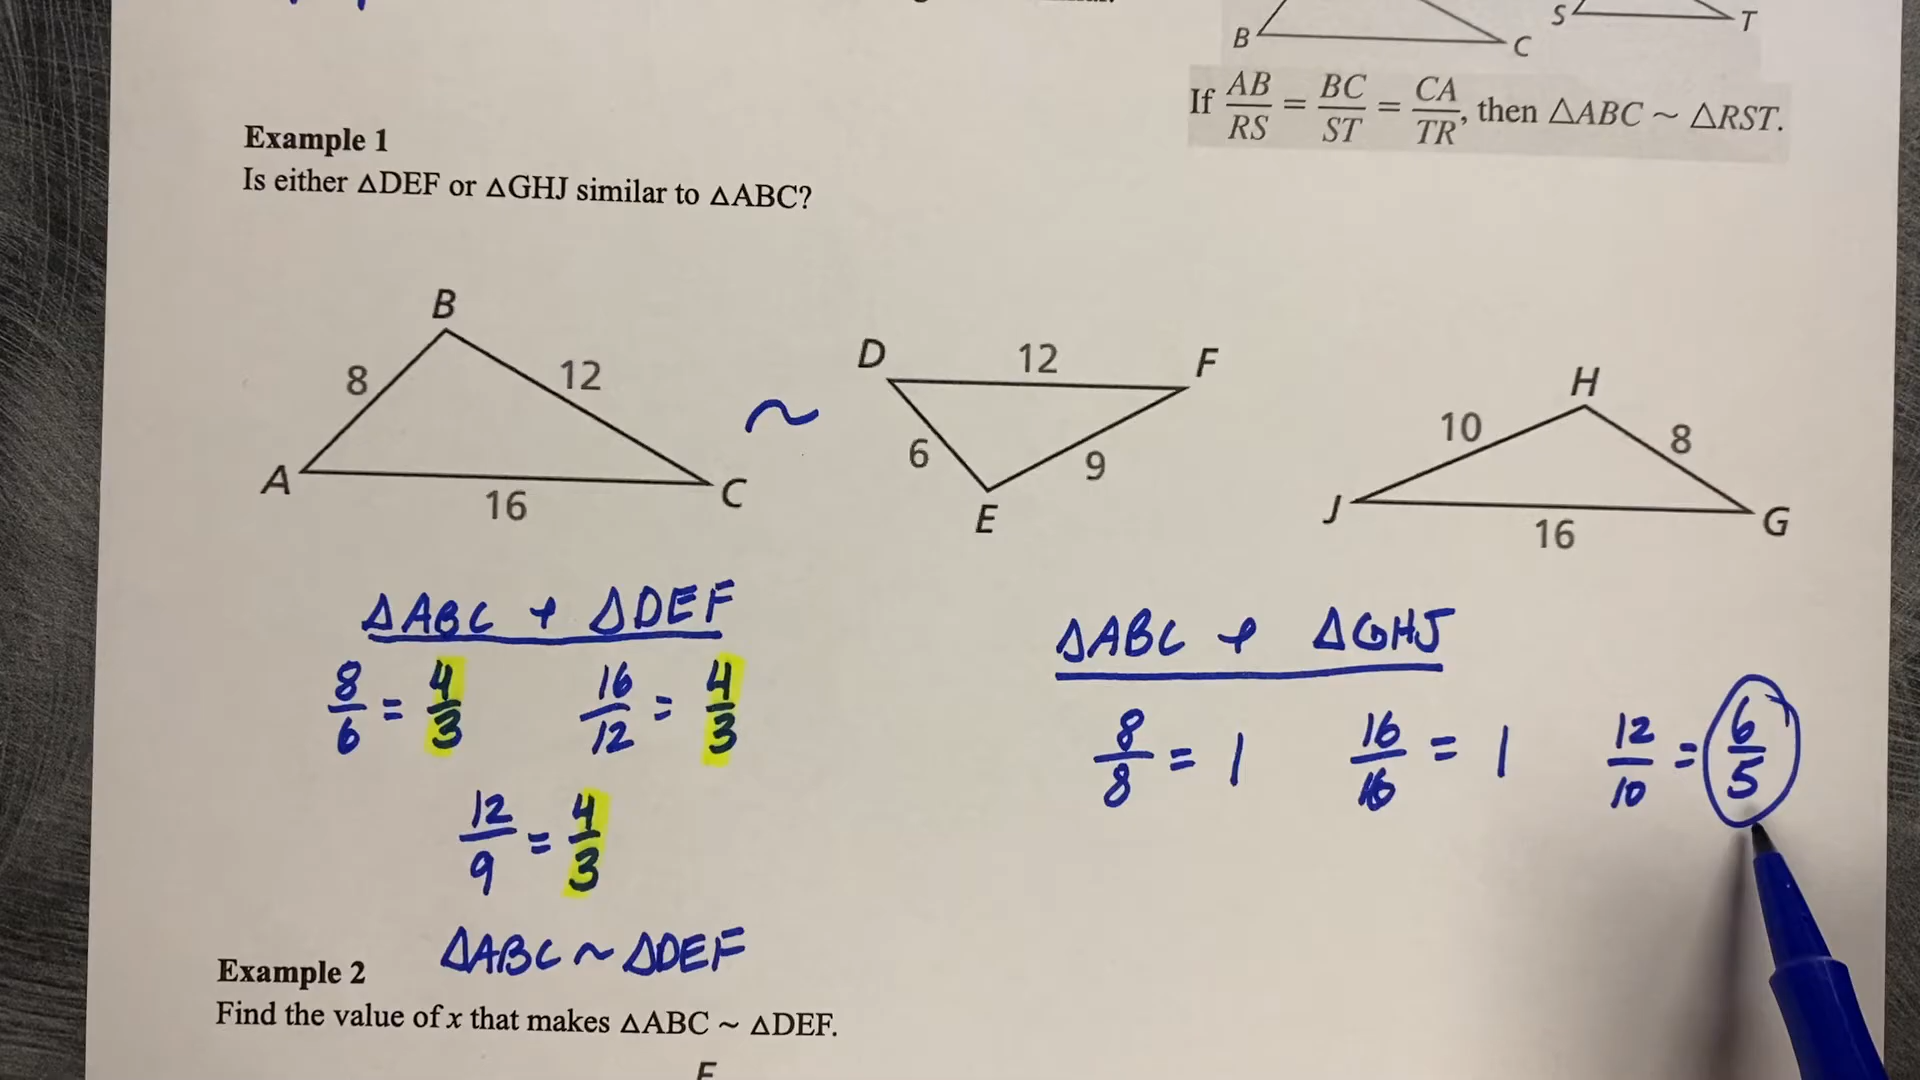 B
C
S
T
If AB/RS = BC/ST = CA/TR, then △ABC ~ △RST.
Example 1
Is either △DEF or △GHJ similar to △ABC?
B
8
12
A
16
C
~
D
12
F
6
9
E
H
10
8
J
16
G
△ABC + △DEF
8/6 = 4/3
16/12 = 4/3
12/9 = 4/3
△ABC ~ △DEF
△ABC + △GHJ
8/8 = 1
16/16 = 1
12/10 = 6/5
Example 2
Find the value of x that makes △ABC ~ △DEF.